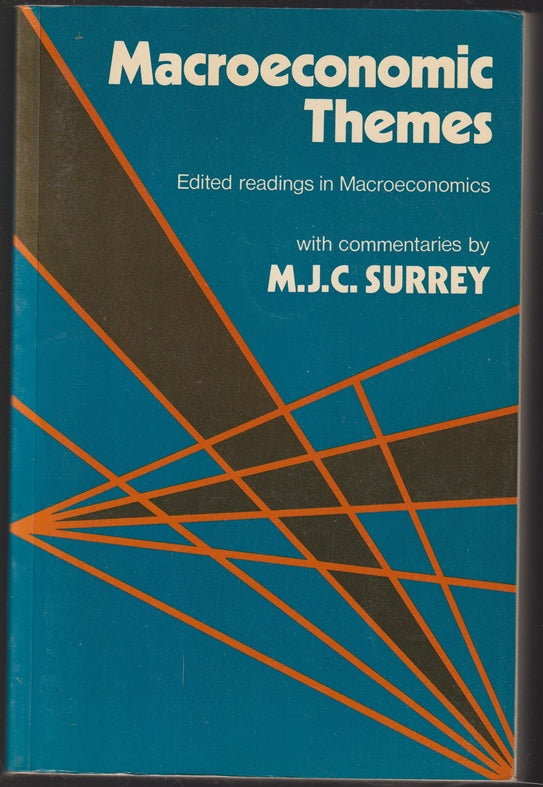 Macroeconomic
Themes
Edited readings in Macroeconomics
with commentaries by
M.J.C. SURREY